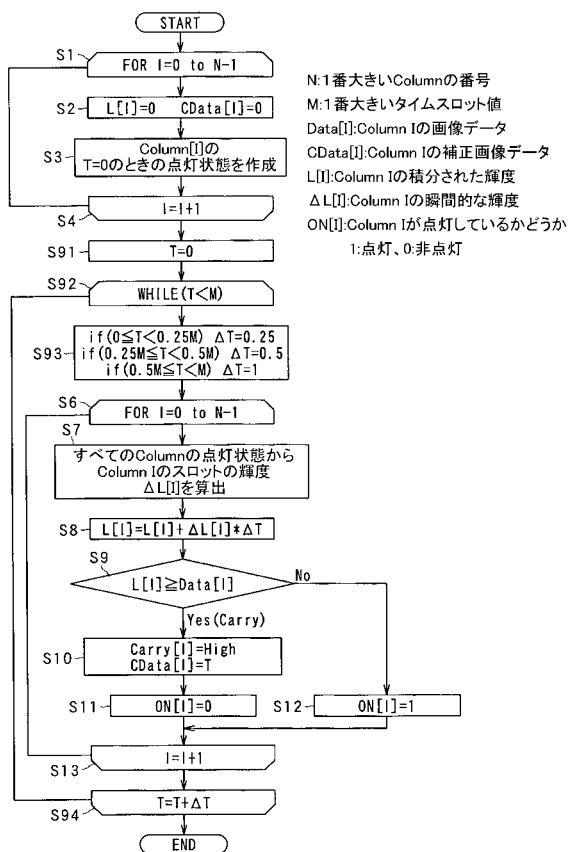 START
S1
FOR I=0 to N-1
S2
L[I]=0 CData[I]=0
S3
Column[I]の
T=0のときの点灯状態を作成
I=I+1
S4
S91
T=0
S92
WHILE(T<M)
S93
if(0≦T<0.25M) ΔT=0.25
if(0.25M≦T<0.5M) ΔT=0.5
if(0.5M≦T<M) ΔT=1
S6
FOR I=0 to N-1
S7
すべてのColumnの点灯状態から
Column Iのスロットの輝度
ΔL[I]を算出
S8
L[I]=L[I]+ΔL[I]*ΔT
S9
L[I]≧Data[I]
No
Yes(Carry)
S10
Carry[I]=High
CData[I]=T
S11
ON[I]=0
S12
ON[I]=1
I=I+1
S13
T=T+ΔT
S94
END
N:1番大きいColumnの番号
M:1番大きいタイムスロット値
Data[I]:Column Iの画像データ
CData[I]:Column Iの補正画像データ
L[I]:Column Iの積分された輝度
ΔL[I]:Column Iの瞬間的な輝度
ON[I]:Column Iが点灯しているかどうか
1:点灯、0:非点灯